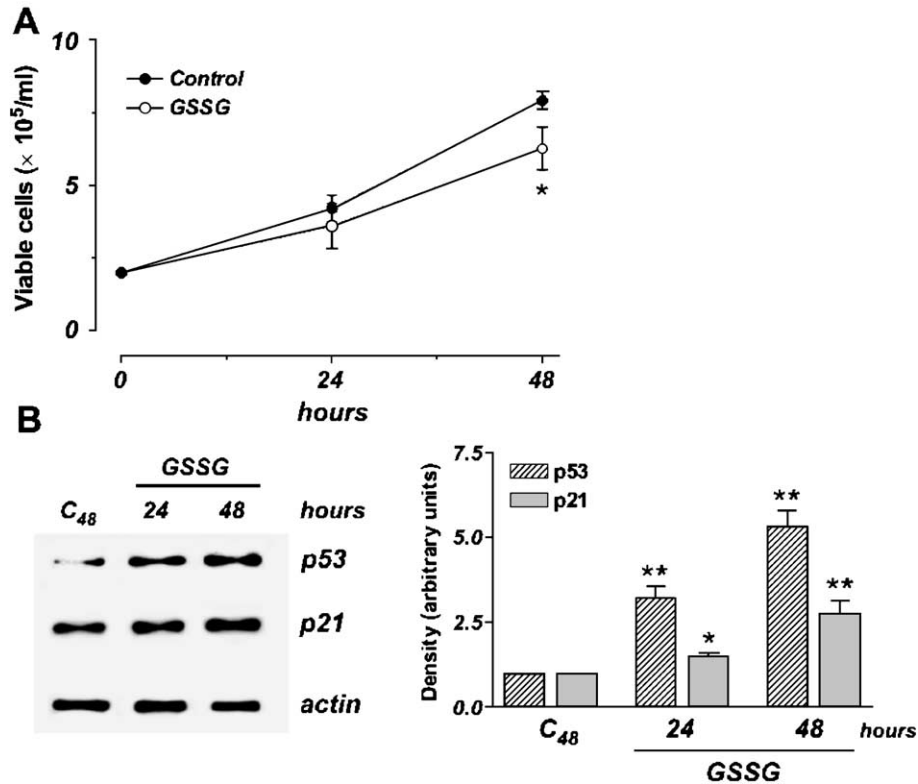 A
10
Control
GSSG
Viable cells (× 10⁵/ml)
5
*
0
0 24 48
hours
B
GSSG
C₄₈ 24 48 hours
p53
p21
actin
7.5
p53
p21
**
**
**
5.0
Density (arbitrary units)
2.5
*
0.0
C₄₈ 24 48 hours
GSSG